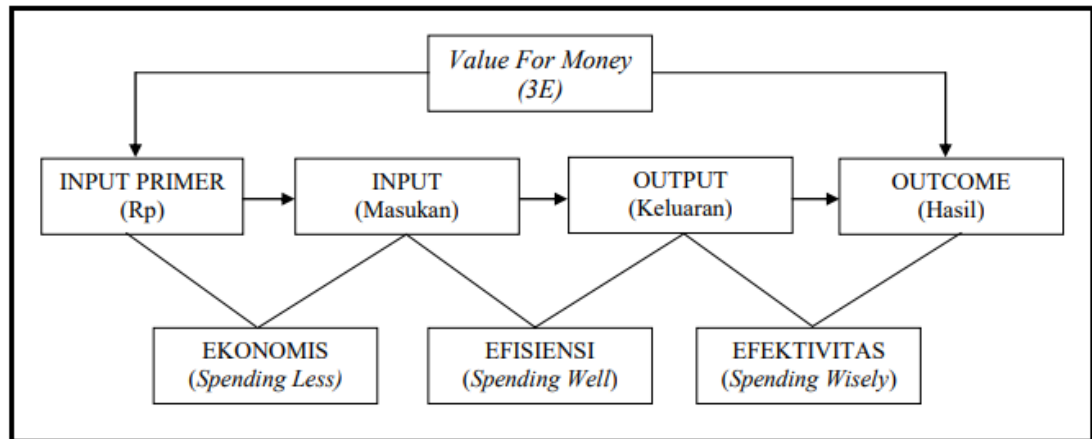 Value For Money
(3E)
INPUT PRIMER
(Rp)
INPUT
(Masukan)
OUTPUT
(Keluaran)
OUTCOME
(Hasil)
EKONOMIS
(Spending Less)
EFISIENSI
(Spending Well)
EFEKTIVITAS
(Spending Wisely)